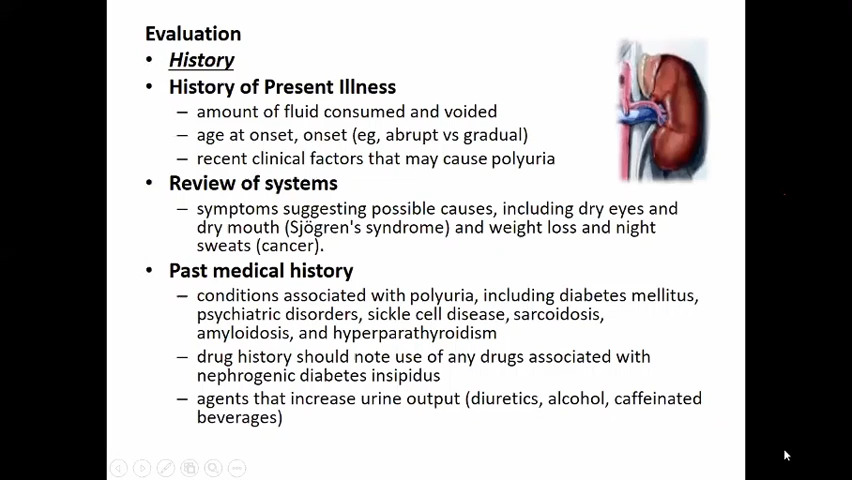 Evaluation
• History
• History of Present Illness
– amount of fluid consumed and voided
– age at onset, onset (eg, abrupt vs gradual)
– recent clinical factors that may cause polyuria
• Review of systems
– symptoms suggesting possible causes, including dry eyes and
dry mouth (Sjögren's syndrome) and weight loss and night
sweats (cancer).
• Past medical history
– conditions associated with polyuria, including diabetes mellitus,
psychiatric disorders, sickle cell disease, sarcoidosis,
amyloidosis, and hyperparathyroidism
– drug history should note use of any drugs associated with
nephrogenic diabetes insipidus
– agents that increase urine output (diuretics, alcohol, caffeinated
beverages)